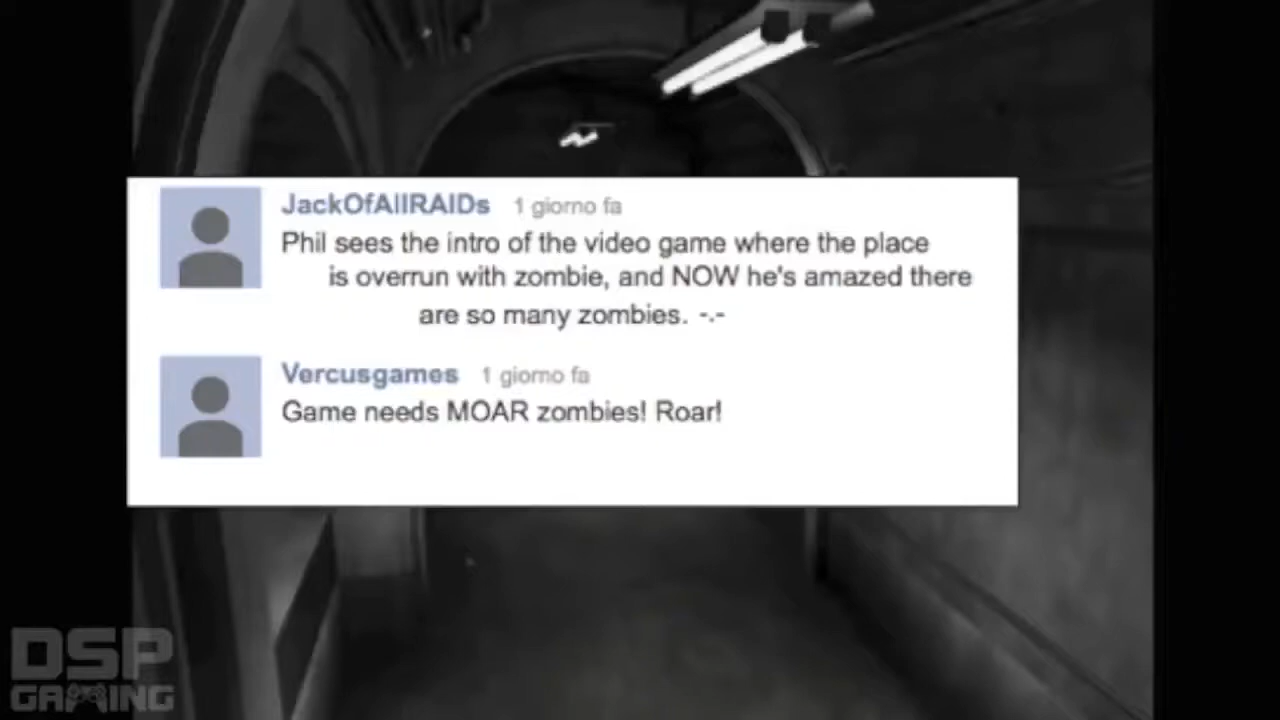 JackOfAllRAIDs 1 giorno fa
Phil sees the intro of the video game where the place
is overrun with zombie, and NOW he's amazed there
are so many zombies. -.-
Vercusgames 1 giorno fa
Game needs MOAR zombies! Roar!
DSP
GAMING